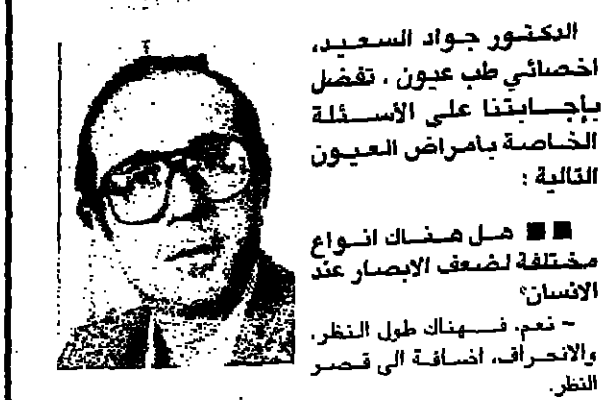 الدكتور جواد السعيد،
اخصائي طب عيون ، تفضل
بأجابتنا على الأسئلة
الخاصة بأمراض العيون
التالية :
■■ هل هناك انواع
مختلفة لضعف الابصار عند
الانسان؟
– نعم، فهناك طول النظر،
والانحراف، اضافة الى قصر
النظر.